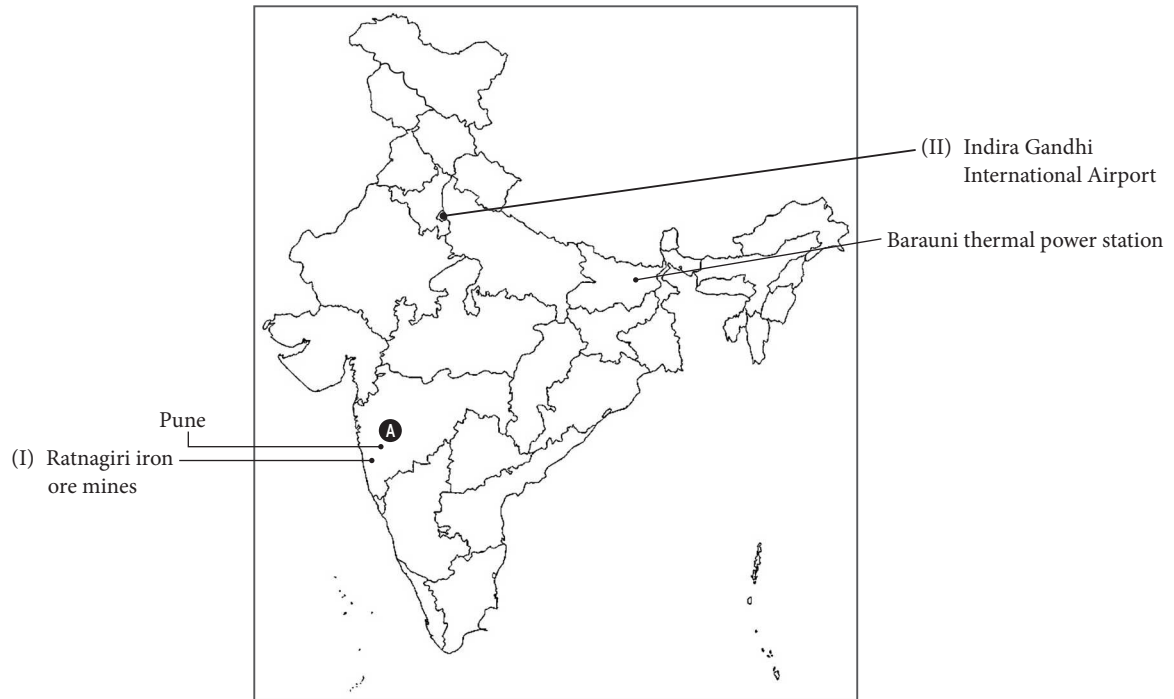 (II) Indira Gandhi
International Airport
Barauni thermal power station
Pune
A
(I) Ratnagiri iron
ore mines